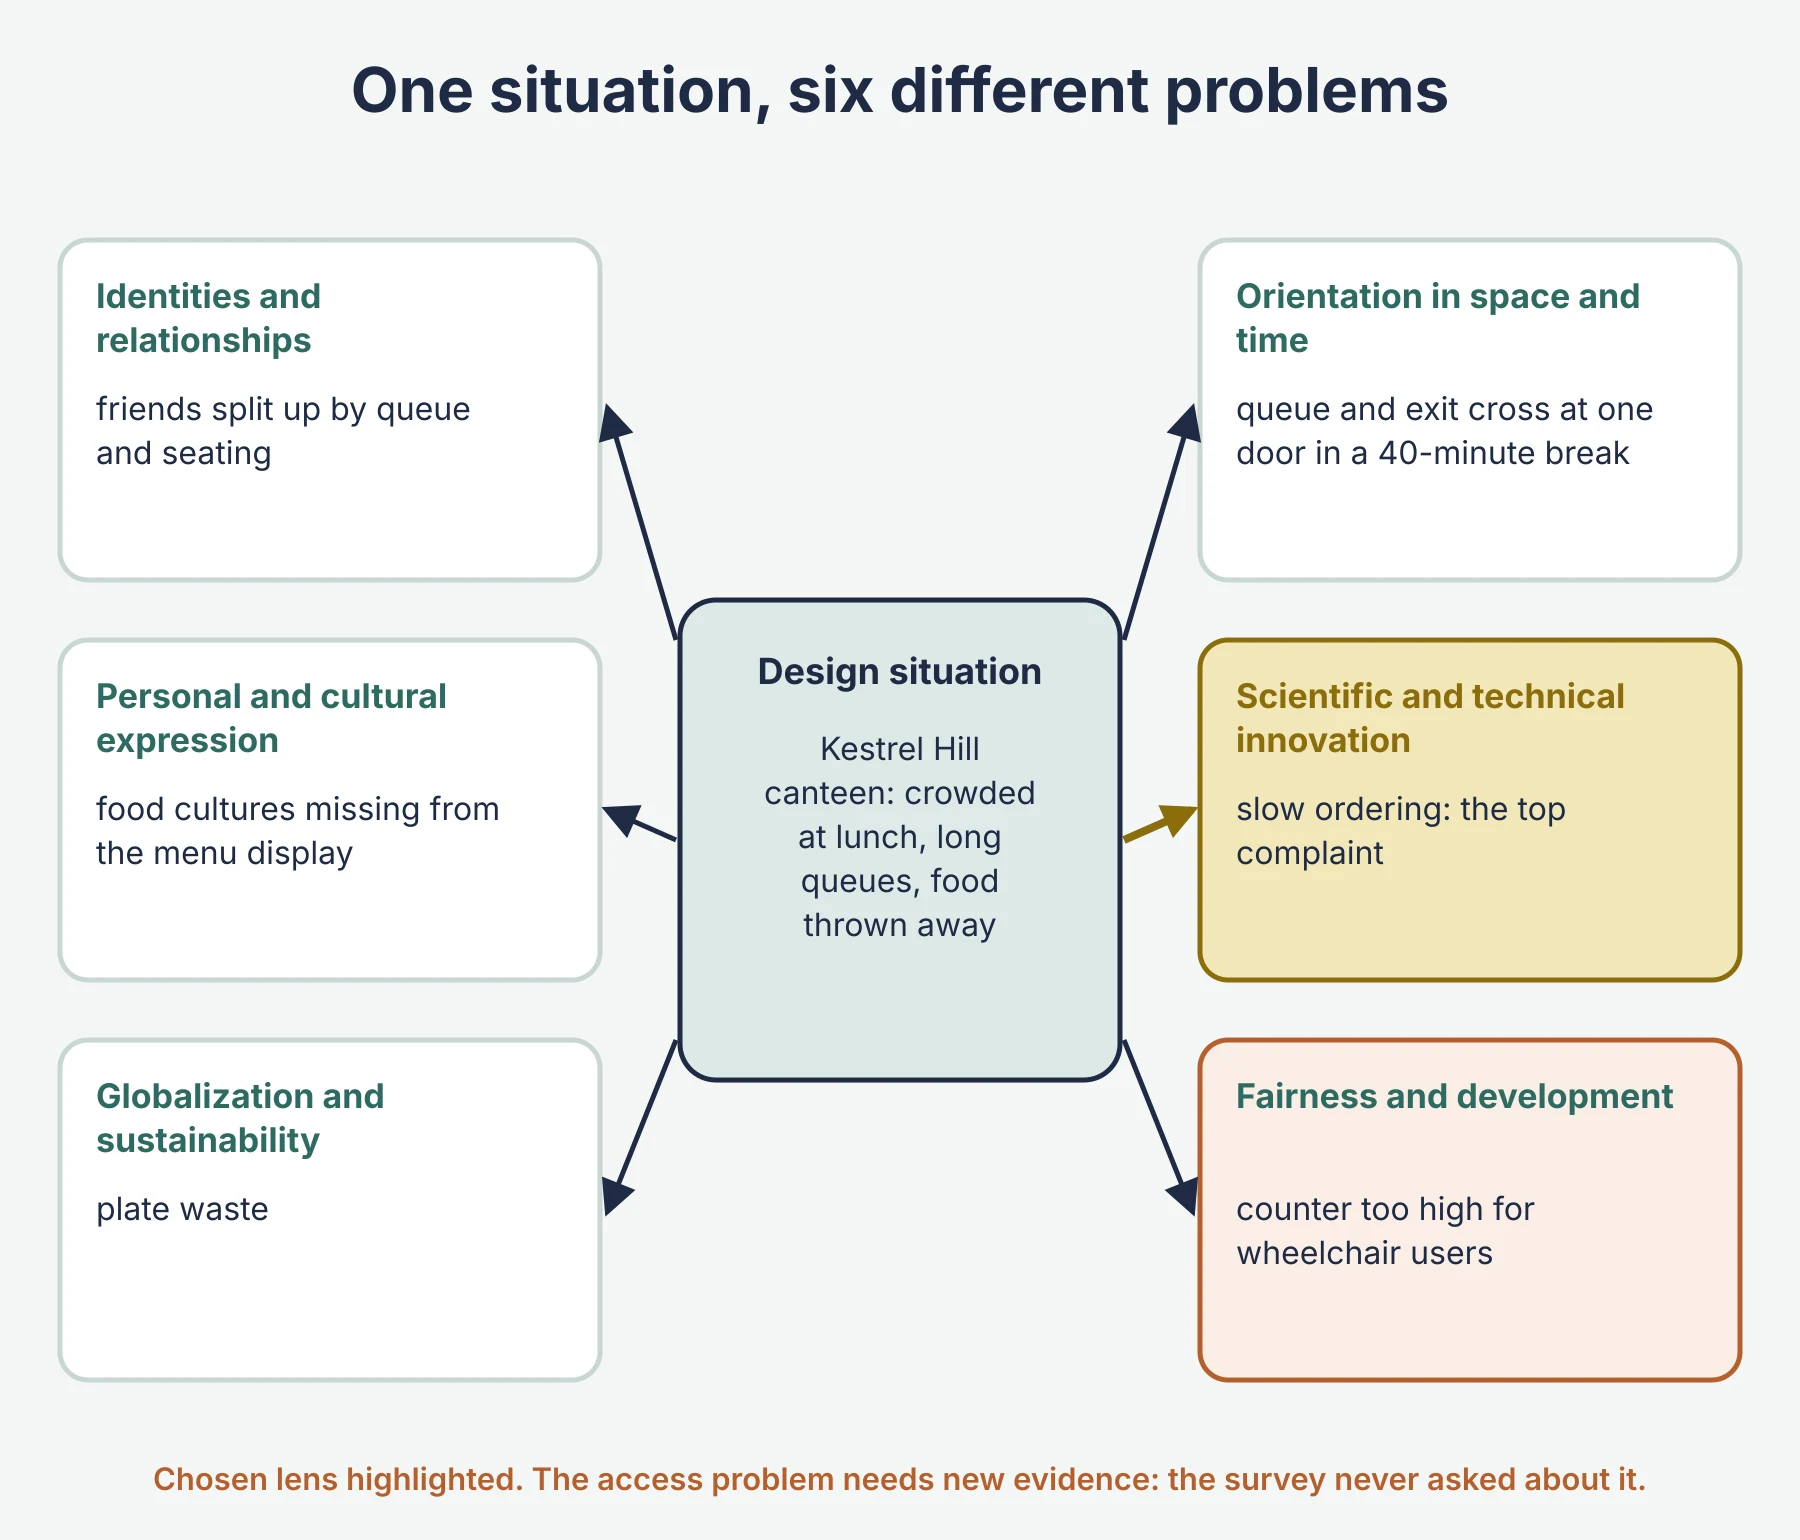 One situation, six different problems
Identities and
relationships
friends split up by queue
and seating
Orientation in space and
time
queue and exit cross at one
door in a 40-minute break
Personal and cultural
expression
food cultures missing from
the menu display
Design situation
Kestrel Hill
canteen: crowded
at lunch, long
queues, food
thrown away
Scientific and technical
innovation
slow ordering: the top
complaint
Globalization and
sustainability
plate waste
Fairness and development
counter too high for
wheelchair users
Chosen lens highlighted. The access problem needs new evidence: the survey never asked about it.